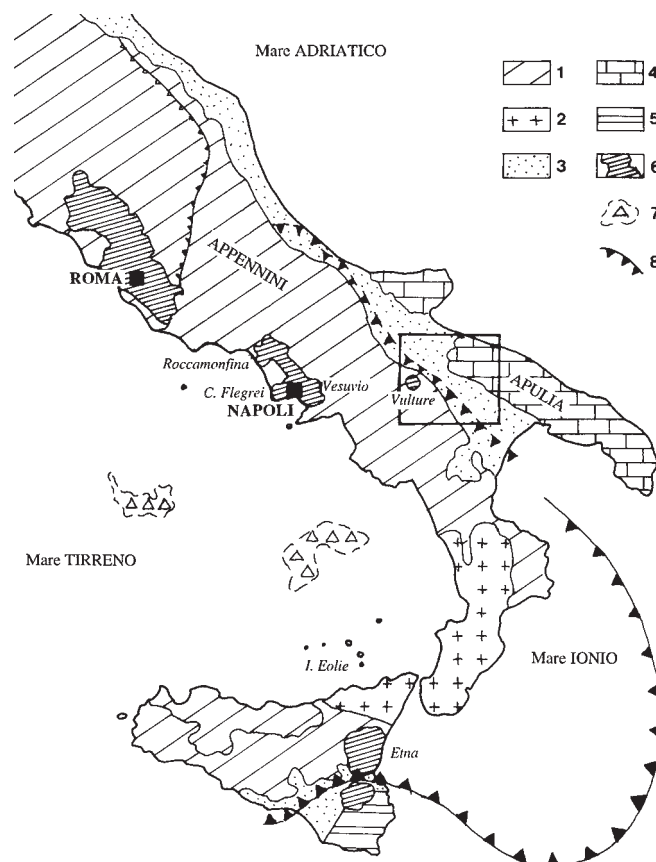 Mare ADRIATICO
1
4
2
5
3
6
7
8
APPENNINI
ROMA
Roccamonfina
C. Flegrei
Vesuvio
NAPOLI
Vulture
APULIA
Mare TIRRENO
I. Eolie
Mare IONIO
Etna